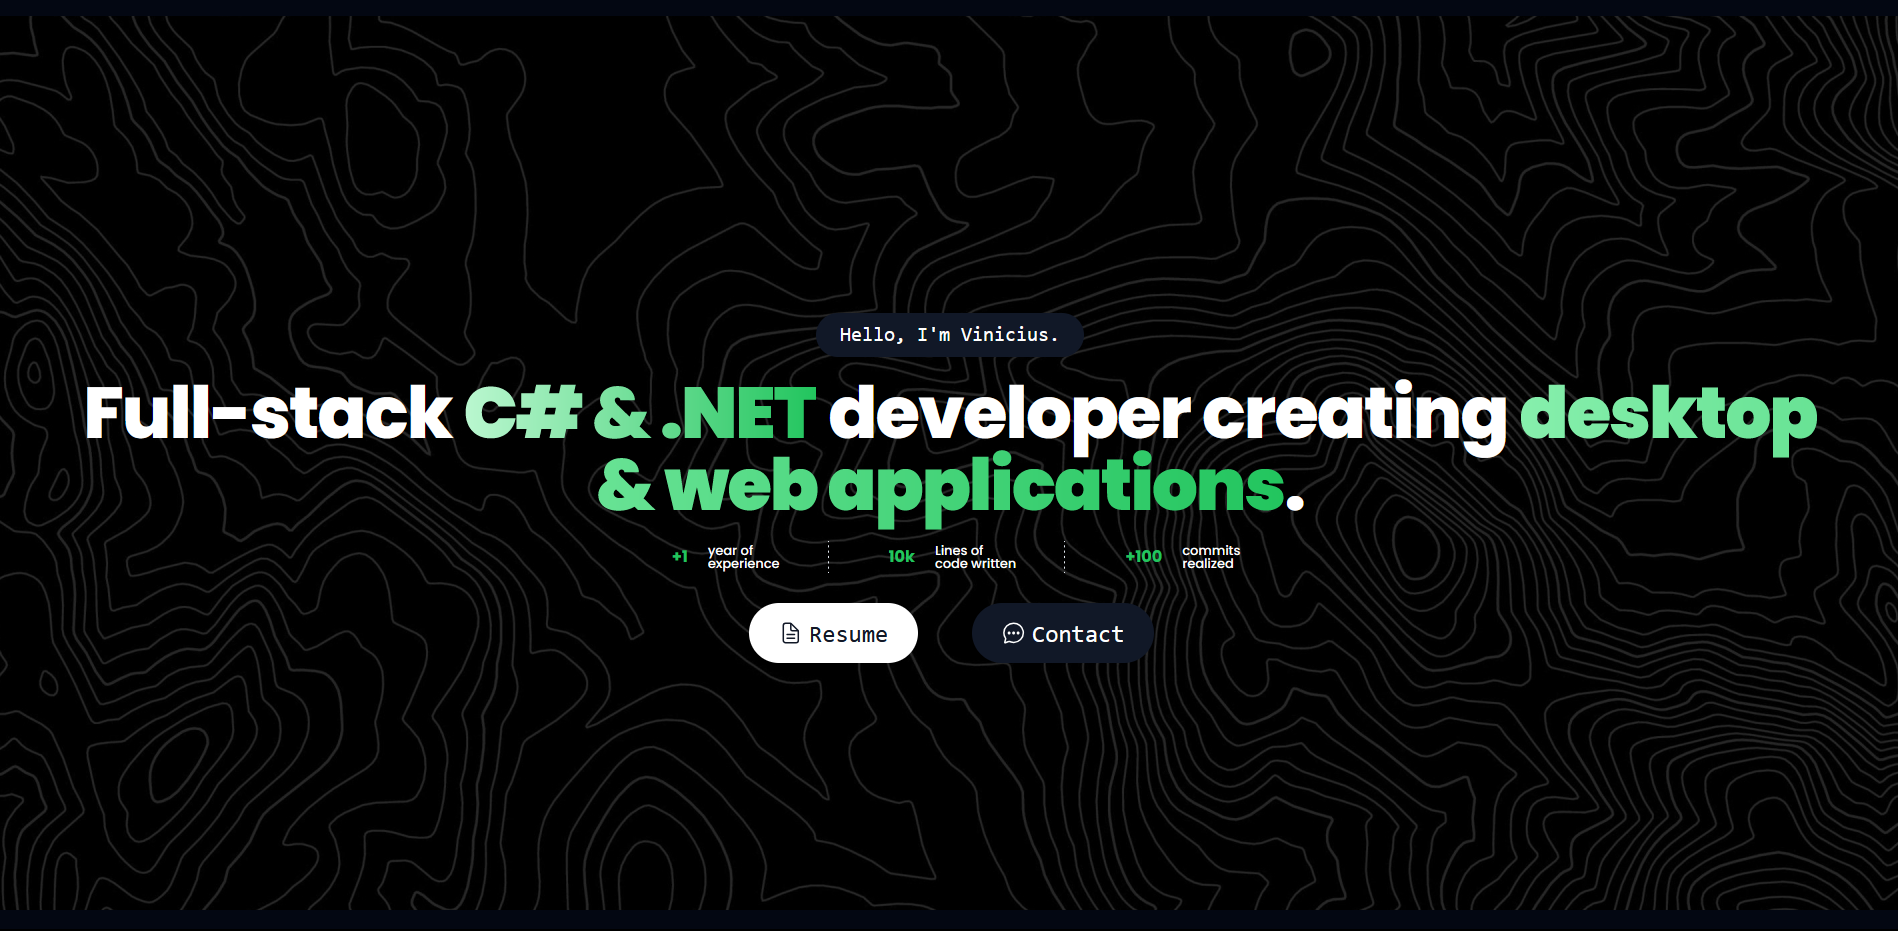 Hello, I'm Vinicius.
Full-stack C# & .NET developer creating desktop
& web applications.
+1 year of
experience
10k Lines of
code written
+100 commits
realized
Resume
Contact